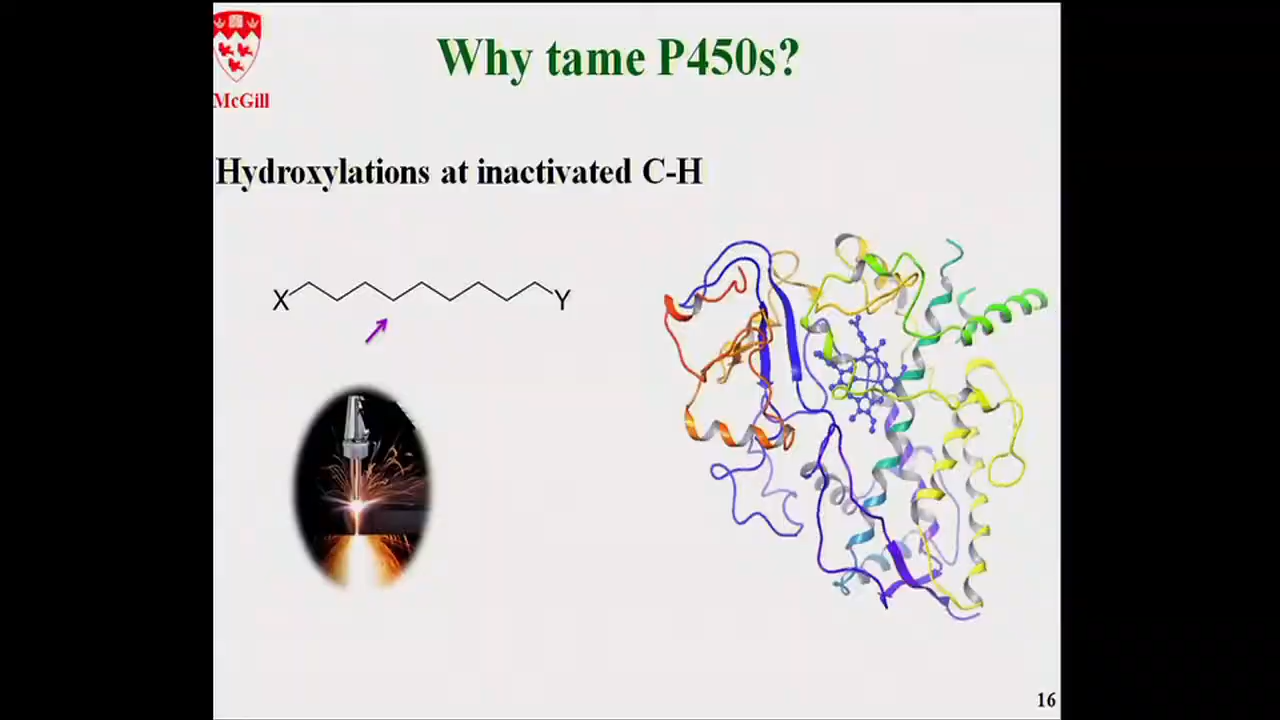 McGill
Why tame P450s?
Hydroxylations at inactivated C-H
X
Y
16